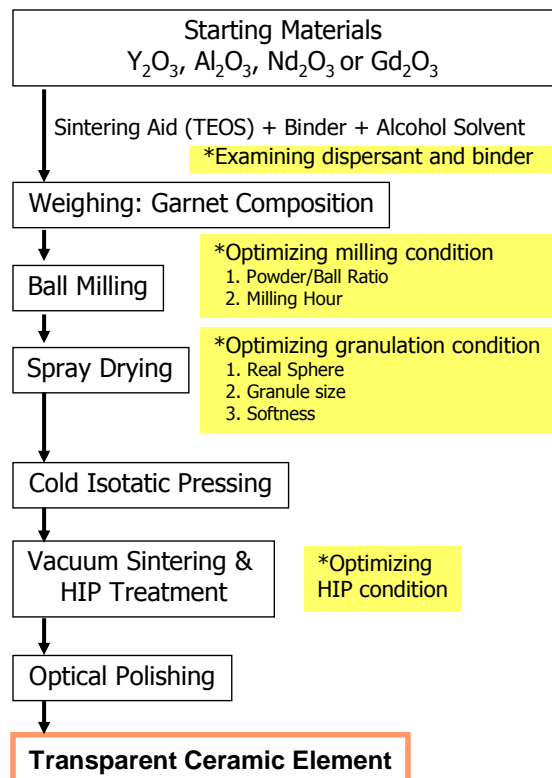 Starting Materials
Y₂O₃, Al₂O₃, Nd₂O₃ or Gd₂O₃
Sintering Aid (TEOS) + Binder + Alcohol Solvent
*Examining dispersant and binder
Weighing: Garnet Composition
*Optimizing milling condition
1. Powder/Ball Ratio
2. Milling Hour
Ball Milling
*Optimizing granulation condition
1. Real Sphere
2. Granule size
3. Softness
Spray Drying
Cold Isotatic Pressing
Vacuum Sintering &
HIP Treatment
*Optimizing
HIP condition
Optical Polishing
Transparent Ceramic Element